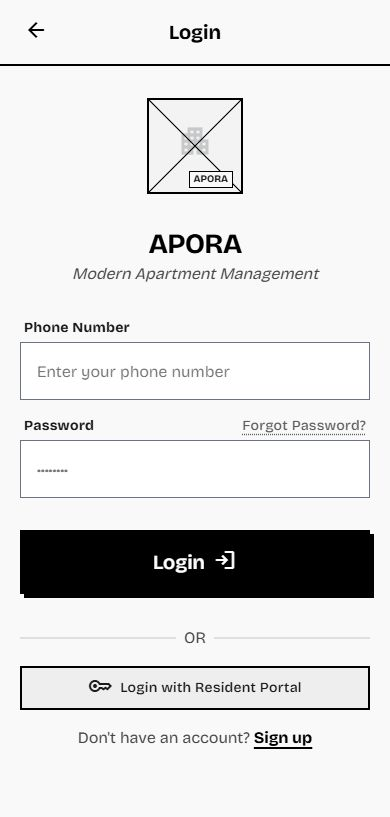 Login
APORA
APORA
Modern Apartment Management
Phone Number
Enter your phone number
Password Forgot Password?
••••••••
Login
OR
Login with Resident Portal
Don't have an account? Sign up